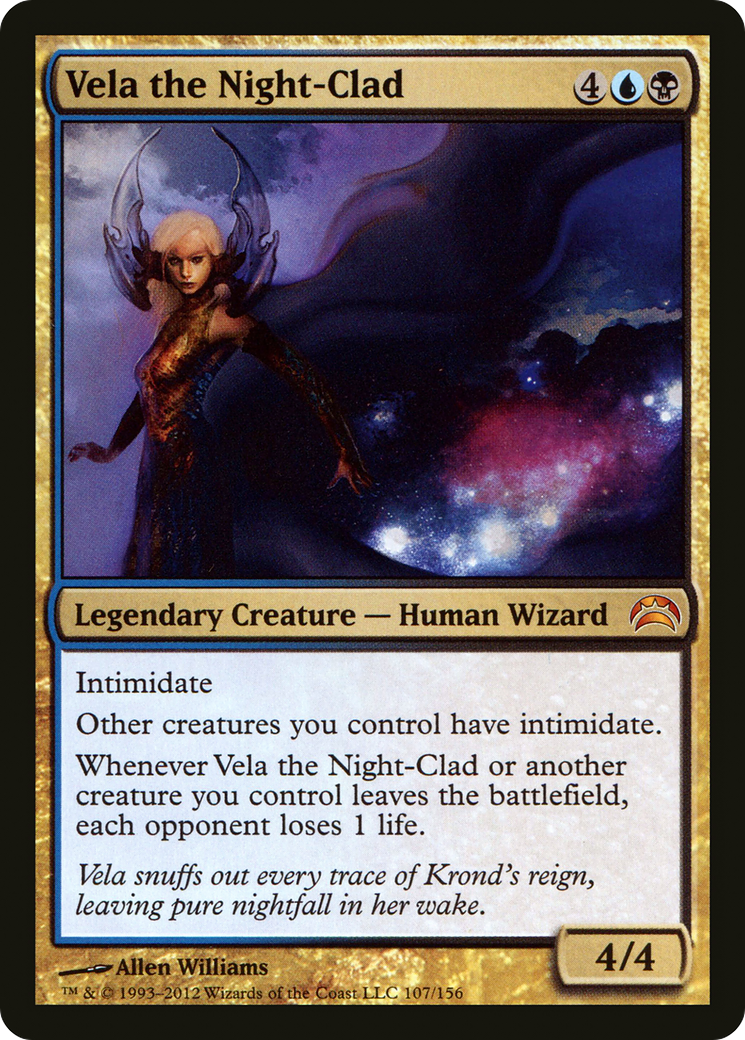 Vela the Night-Clad 4
Legendary Creature — Human Wizard
Intimidate
Other creatures you control have intimidate.
Whenever Vela the Night-Clad or another
creature you control leaves the battlefield,
each opponent loses 1 life.
Vela snuffs out every trace of Krond's reign,
leaving pure nightfall in her wake.
4/4
Allen Williams
™ & © 1993–2012 Wizards of the Coast LLC 107/156